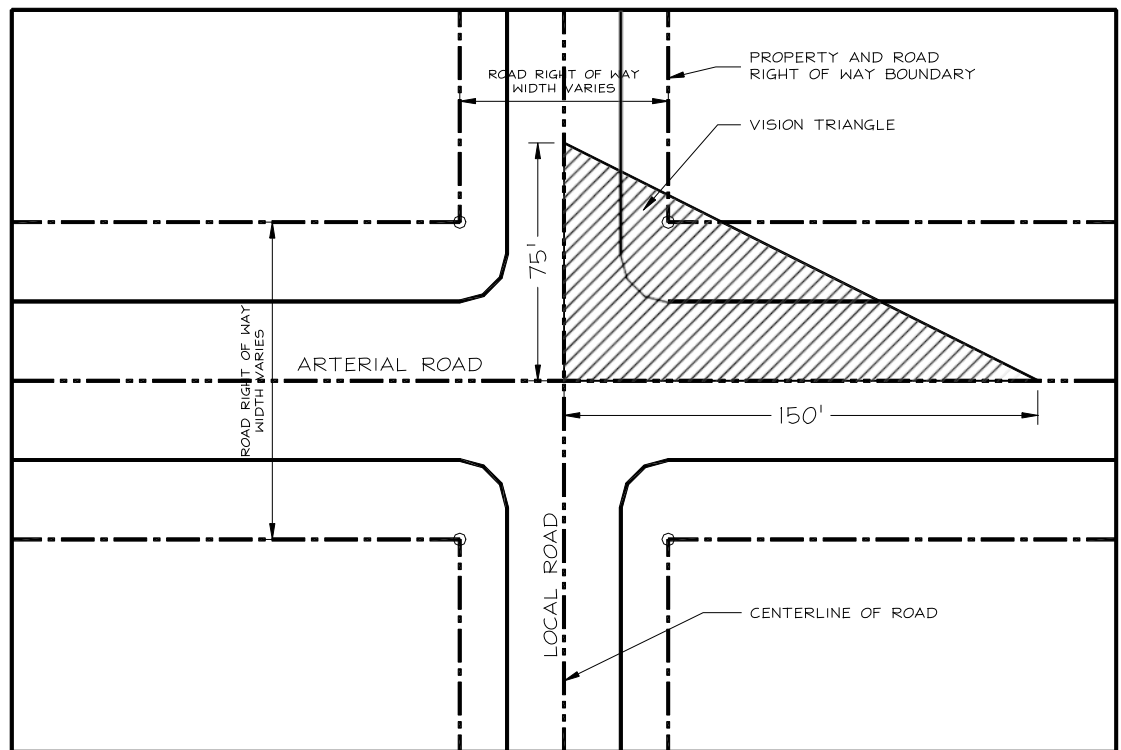 PROPERTY AND ROAD
RIGHT OF WAY BOUNDARY
ROAD RIGHT OF WAY
WIDTH VARIES
VISION TRIANGLE
75'
ROAD RIGHT OF WAY
WIDTH VARIES
ARTERIAL ROAD
150'
LOCAL ROAD
CENTERLINE OF ROAD